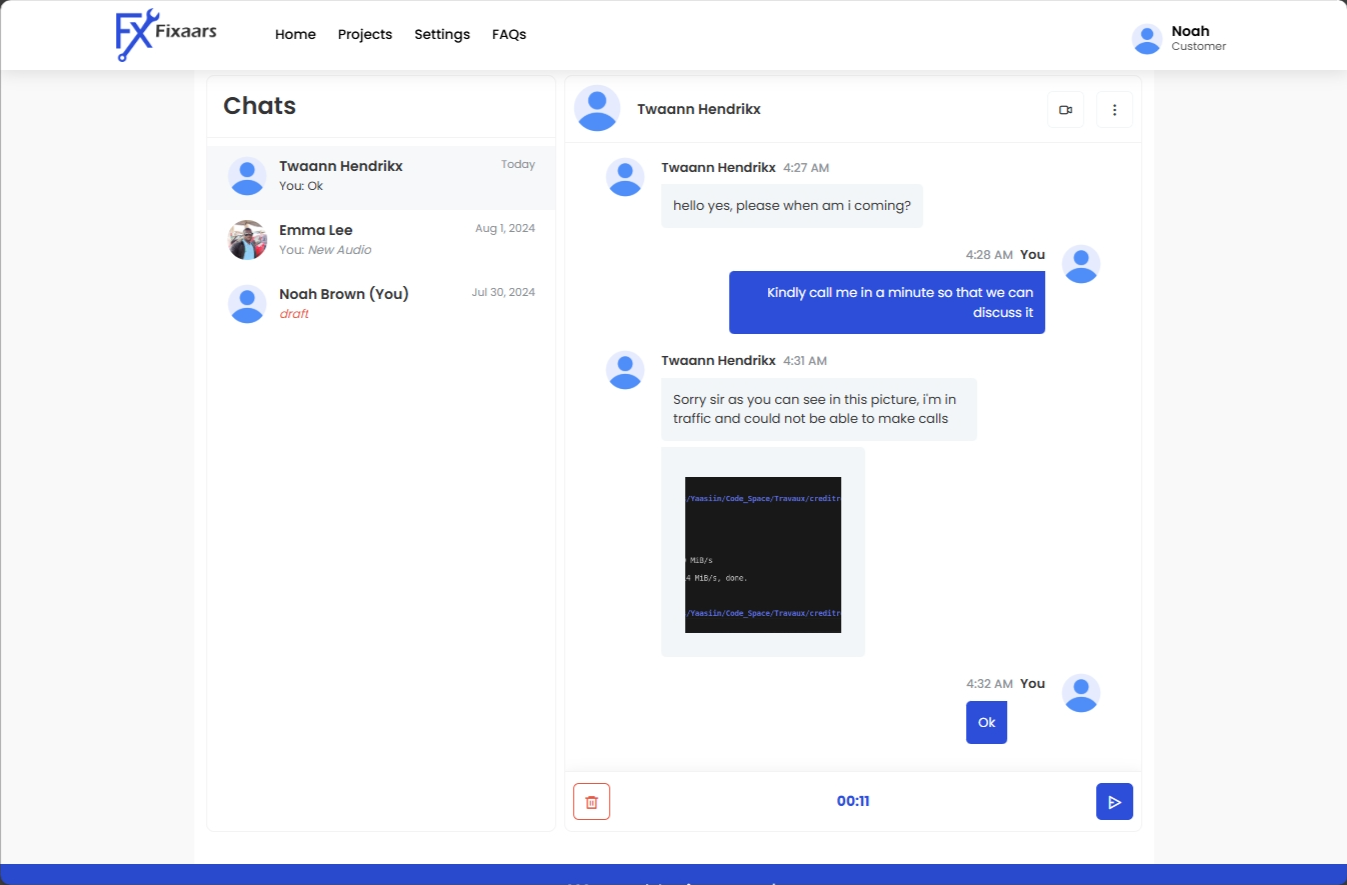 FX Fixaars
Home Projects Settings FAQs
Noah
Customer
Chats
Twaann Hendrikx Today
You: Ok
Emma Lee Aug 1, 2024
You: New Audio
Noah Brown (You) Jul 30, 2024
draft
Twaann Hendrikx
Twaann Hendrikx 4:27 AM
hello yes, please when am i coming?
4:28 AM You
Kindly call me in a minute so that we can
discuss it
Twaann Hendrikx 4:31 AM
Sorry sir as you can see in this picture, i'm in
traffic and could not be able to make calls
/Yaasiin/Code_Space/Travaux/creditr
MiB/s
4 MiB/s, done.
/Yaasiin/Code_Space/Travaux/creditr
4:32 AM You
Ok
00:11